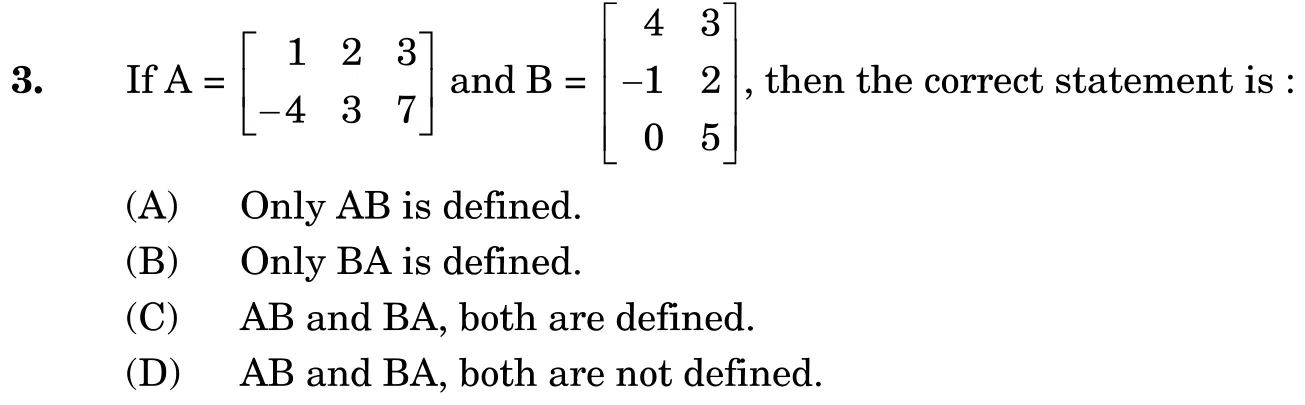 3. If A = [1 2 3; –4 3 7] and B = [4 3; –1 2; 0 5], then the correct statement is :
(A) Only AB is defined.
(B) Only BA is defined.
(C) AB and BA, both are defined.
(D) AB and BA, both are not defined.